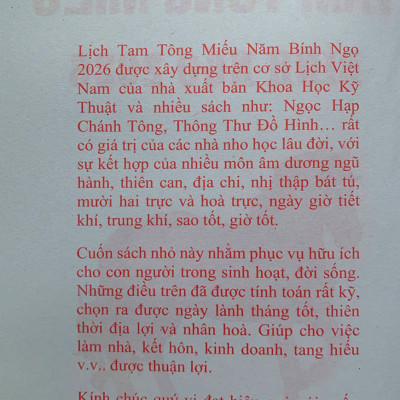 Lịch Tam Tông Miếu Năm Bính Ngọ
2026 được xây dựng trên cơ sở Lịch Việt
Nam của nhà xuất bản Khoa Học Kỹ
Thuật và nhiều sách như: Ngọc Hạp
Chánh Tông, Thông Thư Đồ Hình... rất
có giá trị của các nhà nho học lâu đời, với
sự kết hợp của nhiều môn âm dương ngũ
hành, thiên can, địa chi, nhị thập bát tú,
mười hai trực và hoả trực, ngày giờ tiết
khí, trung khí, sao tốt, giờ tốt.
Cuốn sách nhỏ này nhằm phục vụ hữu ích
cho con người trong sinh hoạt, đời sống.
Những điều trên đã được tính toán rất kỹ,
chọn ra được ngày lành tháng tốt, thiên
thời địa lợi và nhân hoà. Giúp cho việc
làm nhà, kết hôn, kinh doanh, tang hiếu
v.v.. được thuận lợi.
Kính chúc quý vị